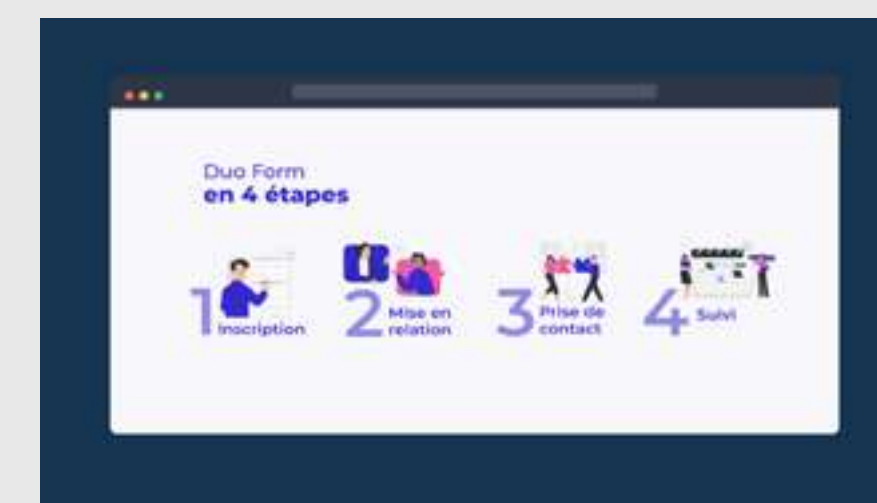 Duo Form
en 4 étapes
1 Inscription
2 Mise en
relation
3 Prise de
contact
4 Suivi